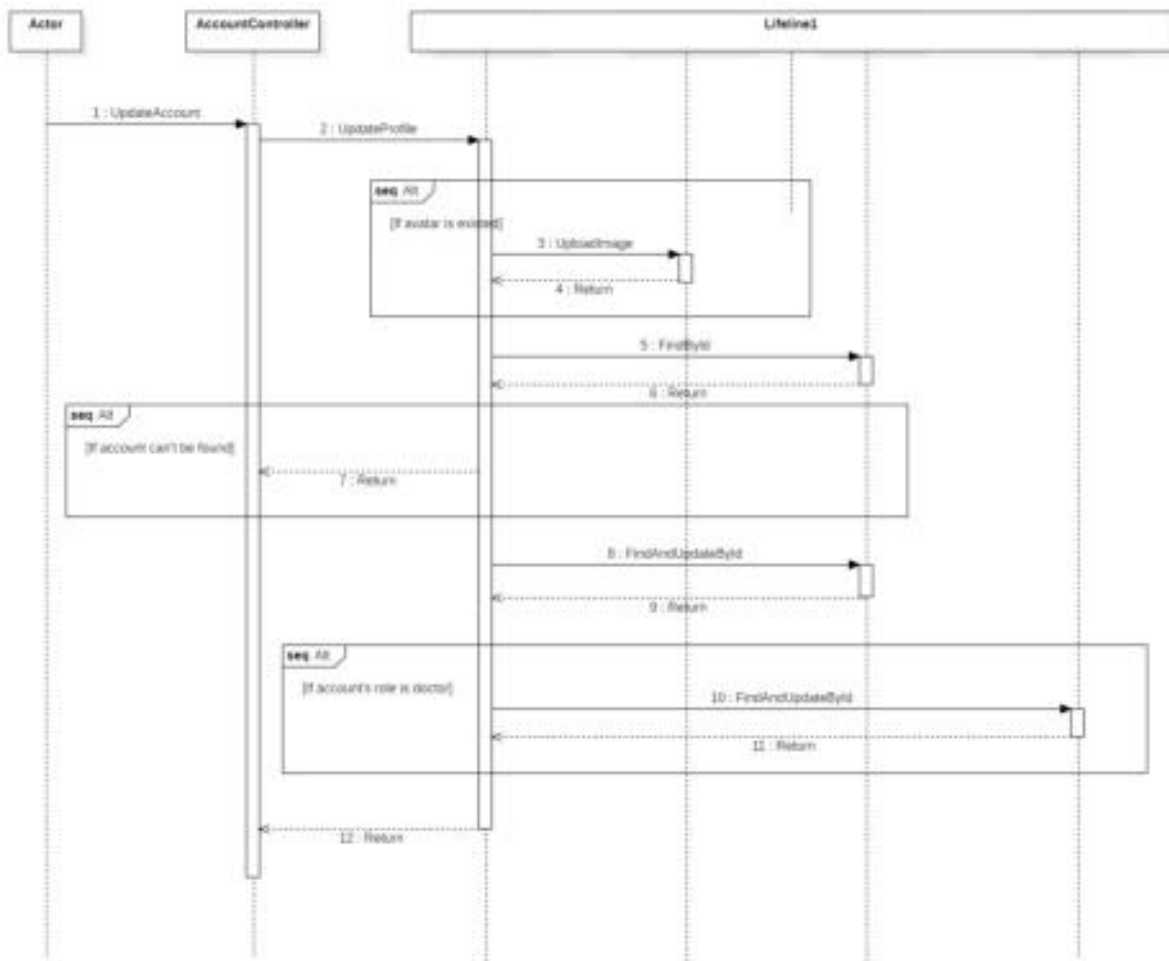 Actor
AccountController
Lifeline1
1 : UpdateAccount
2 : UpdateProfile
seq Alt
[If avatar is existed]
3 : UploadImage
4 : Return
5 : FindById
6 : Return
seq Alt
[If account can't be found]
7 : Return
8 : FindAndUpdateById
9 : Return
seq Alt
[If account's role is doctor]
10 : FindAndUpdateById
11 : Return
12 : Return